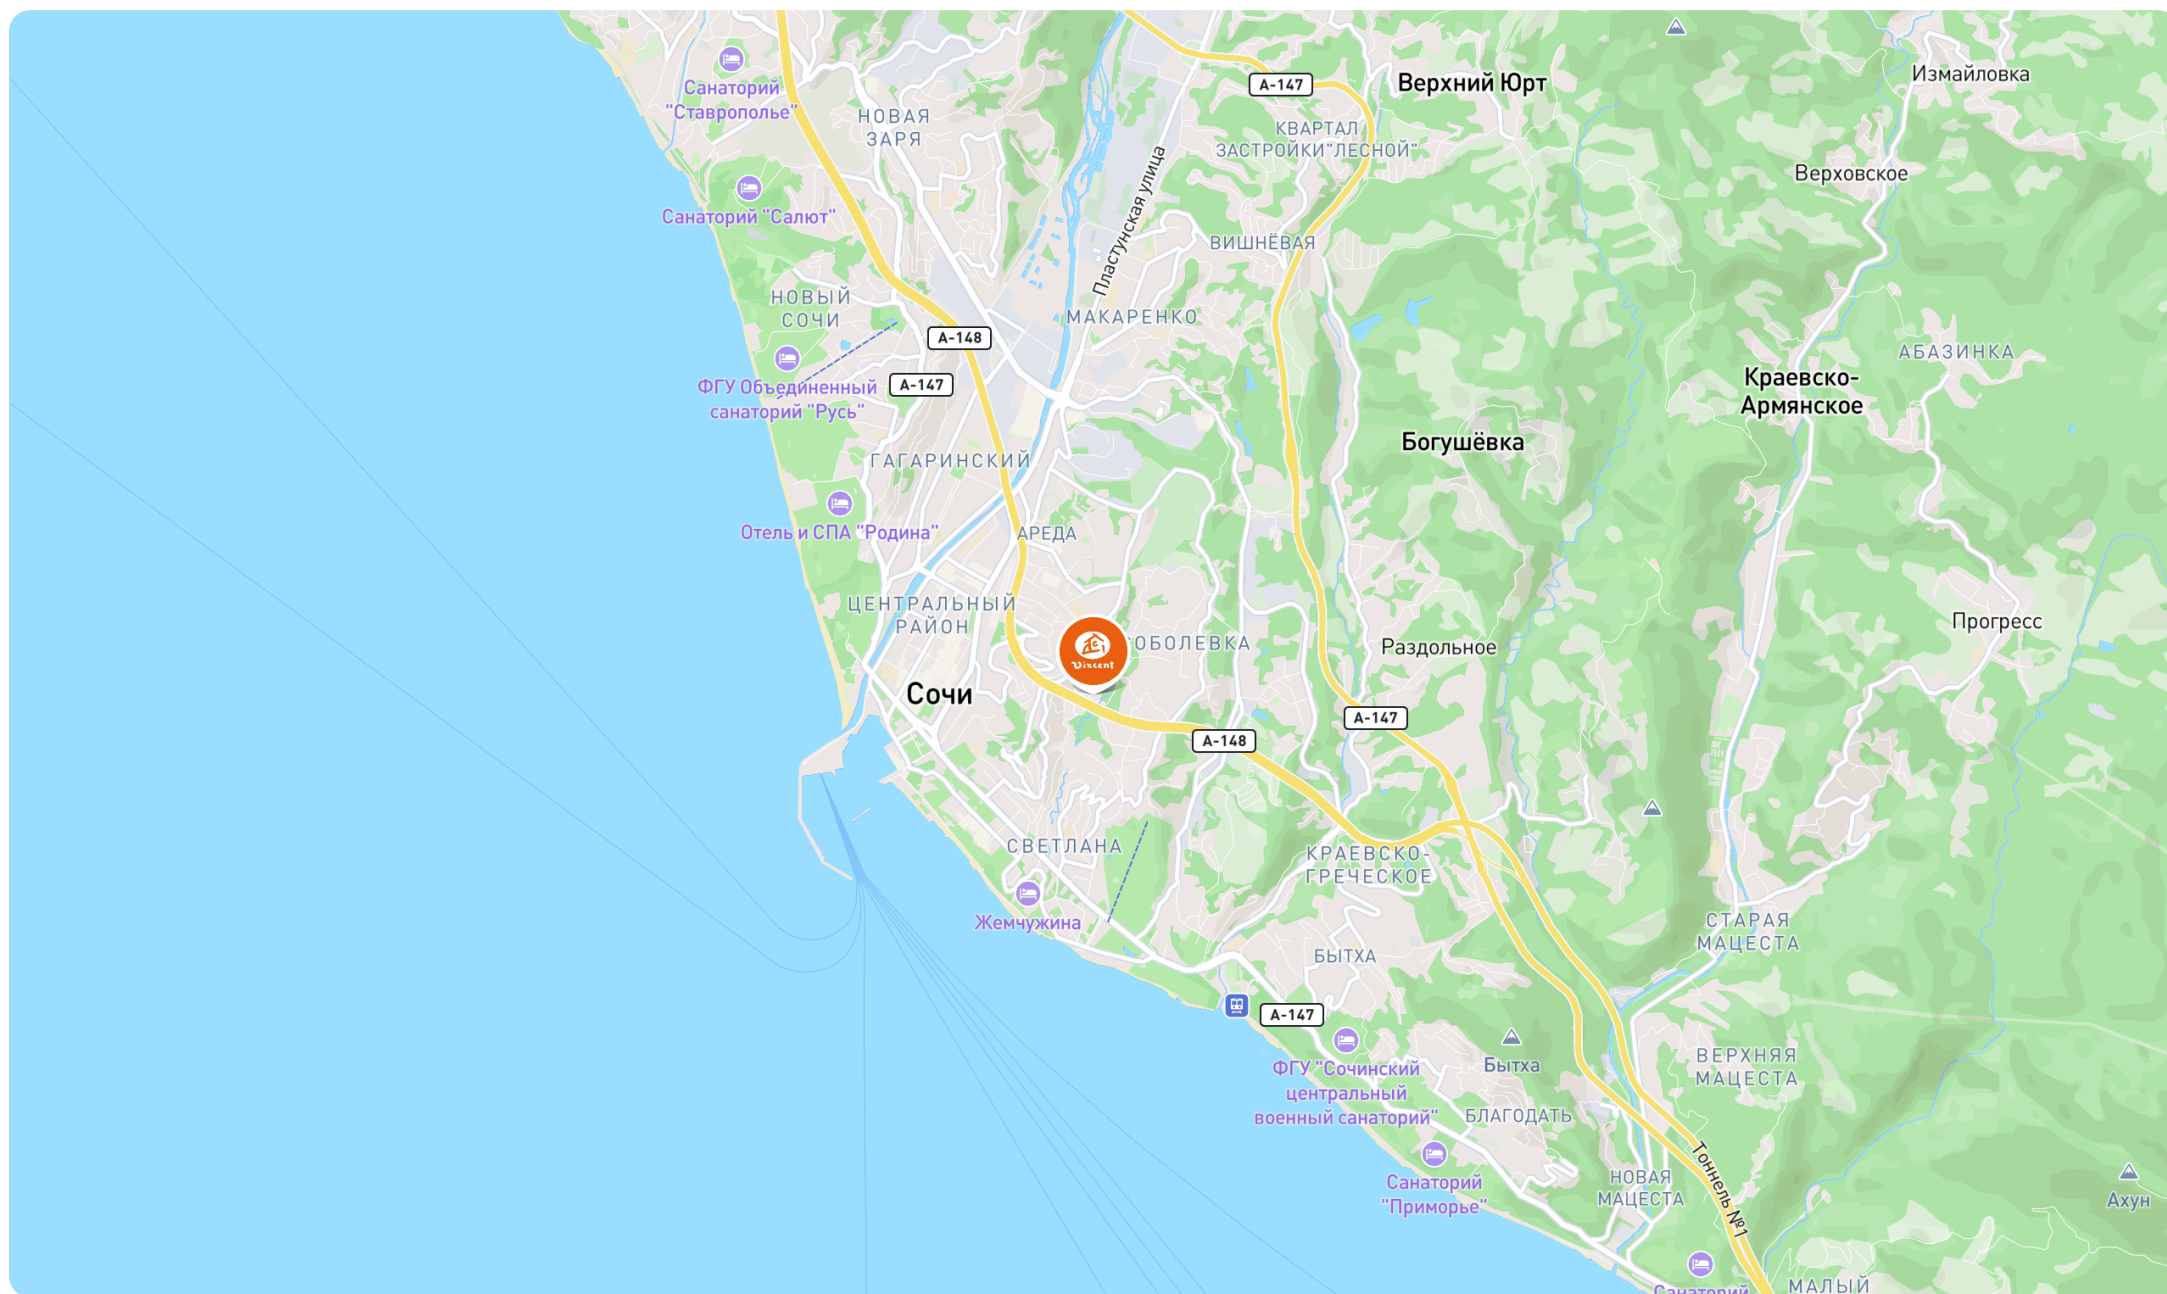 Санаторий
"Ставрополье"
НОВАЯ
ЗАРЯ
А-147
Верхний Юрт
Измайловка
КВАРТАЛ
ЗАСТРОЙКИ"ЛЕСНОЙ"
Верховское
Санаторий "Салют"
Пластунская улица
ВИШНЁВАЯ
НОВЫЙ
СОЧИ
МАКАРЕНКО
А-148
АБАЗИНКА
ФГУ Объединенный
санаторий "Русь"
А-147
Краевско-
Армянское
Богушёвка
ГАГАРИНСКИЙ
Отель и СПА "Родина"
АРЕДА
ЦЕНТРАЛЬНЫЙ
РАЙОН
Vincent
ОБОЛЕВКА
Раздольное
Прогресс
Сочи
А-147
А-148
СВЕТЛАНА
КРАЕВСКО-
ГРЕЧЕСКОЕ
Жемчужина
СТАРАЯ
МАЦЕСТА
БЫТХА
А-147
ФГУ "Сочинский
центральный
военный санаторий"
Бытха
ВЕРХНЯЯ
МАЦЕСТА
БЛАГОДАТЬ
Санаторий
"Приморье"
НОВАЯ
МАЦЕСТА
Тоннель №1
Ахун
Санаторий
МАЛЫЙ